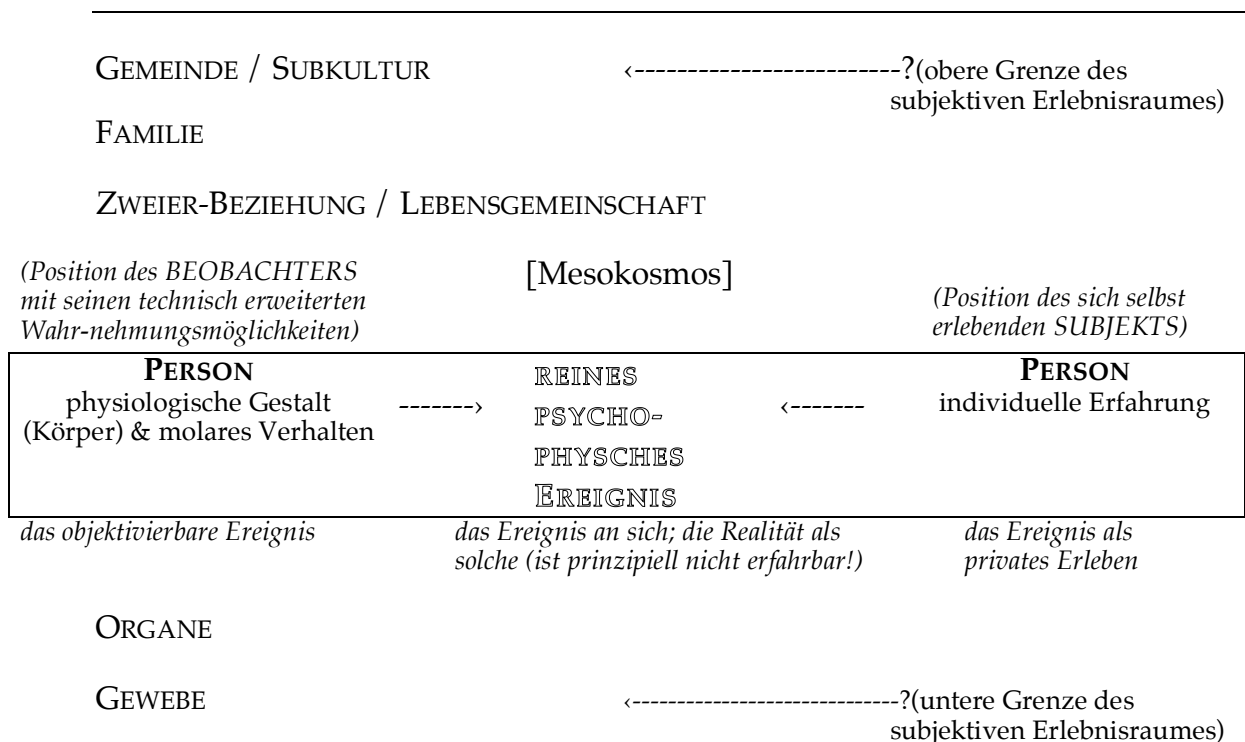 GEMEINDE / SUBKULTUR ‹-------------------------?(obere Grenze des
subjektiven Erlebnisraumes)
FAMILIE
ZWEIER-BEZIEHUNG / LEBENSGEMEINSCHAFT
(Position des BEOBACHTERS
mit seinen technisch erweiterten
Wahr-nehmungsmöglichkeiten)
[Mesokosmos]
(Position des sich selbst
erlebenden SUBJEKTS)
PERSON
physiologische Gestalt
(Körper) & molares Verhalten
-------›
REINES
PSYCHO-
PHYSCHES
EREIGNIS
‹-------
PERSON
individuelle Erfahrung
das objektivierbare Ereignis
das Ereignis an sich; die Realität als
solche (ist prinzipiell nicht erfahrbar!)
das Ereignis als
privates Erleben
ORGANE
GEWEBE ‹----------------------------?(untere Grenze des
subjektiven Erlebnisraumes)